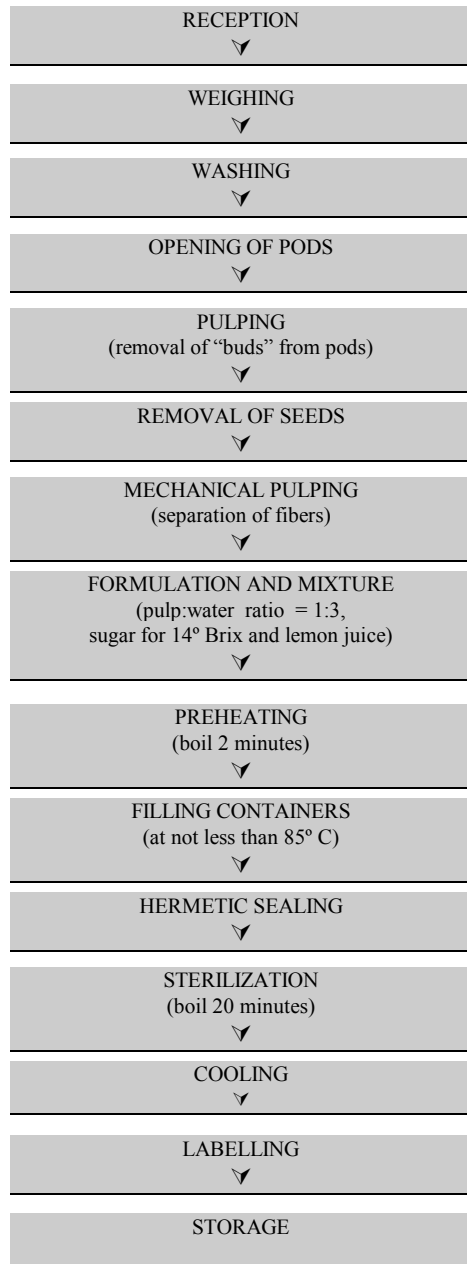 RECEPTION
WEIGHING
WASHING
OPENING OF PODS
PULPING
(removal of “buds” from pods)
REMOVAL OF SEEDS
MECHANICAL PULPING
(separation of fibers)
FORMULATION AND MIXTURE
(pulp:water ratio = 1:3,
sugar for 14º Brix and lemon juice)
PREHEATING
(boil 2 minutes)
FILLING CONTAINERS
(at not less than 85º C)
HERMETIC SEALING
STERILIZATION
(boil 20 minutes)
COOLING
LABELLING
STORAGE